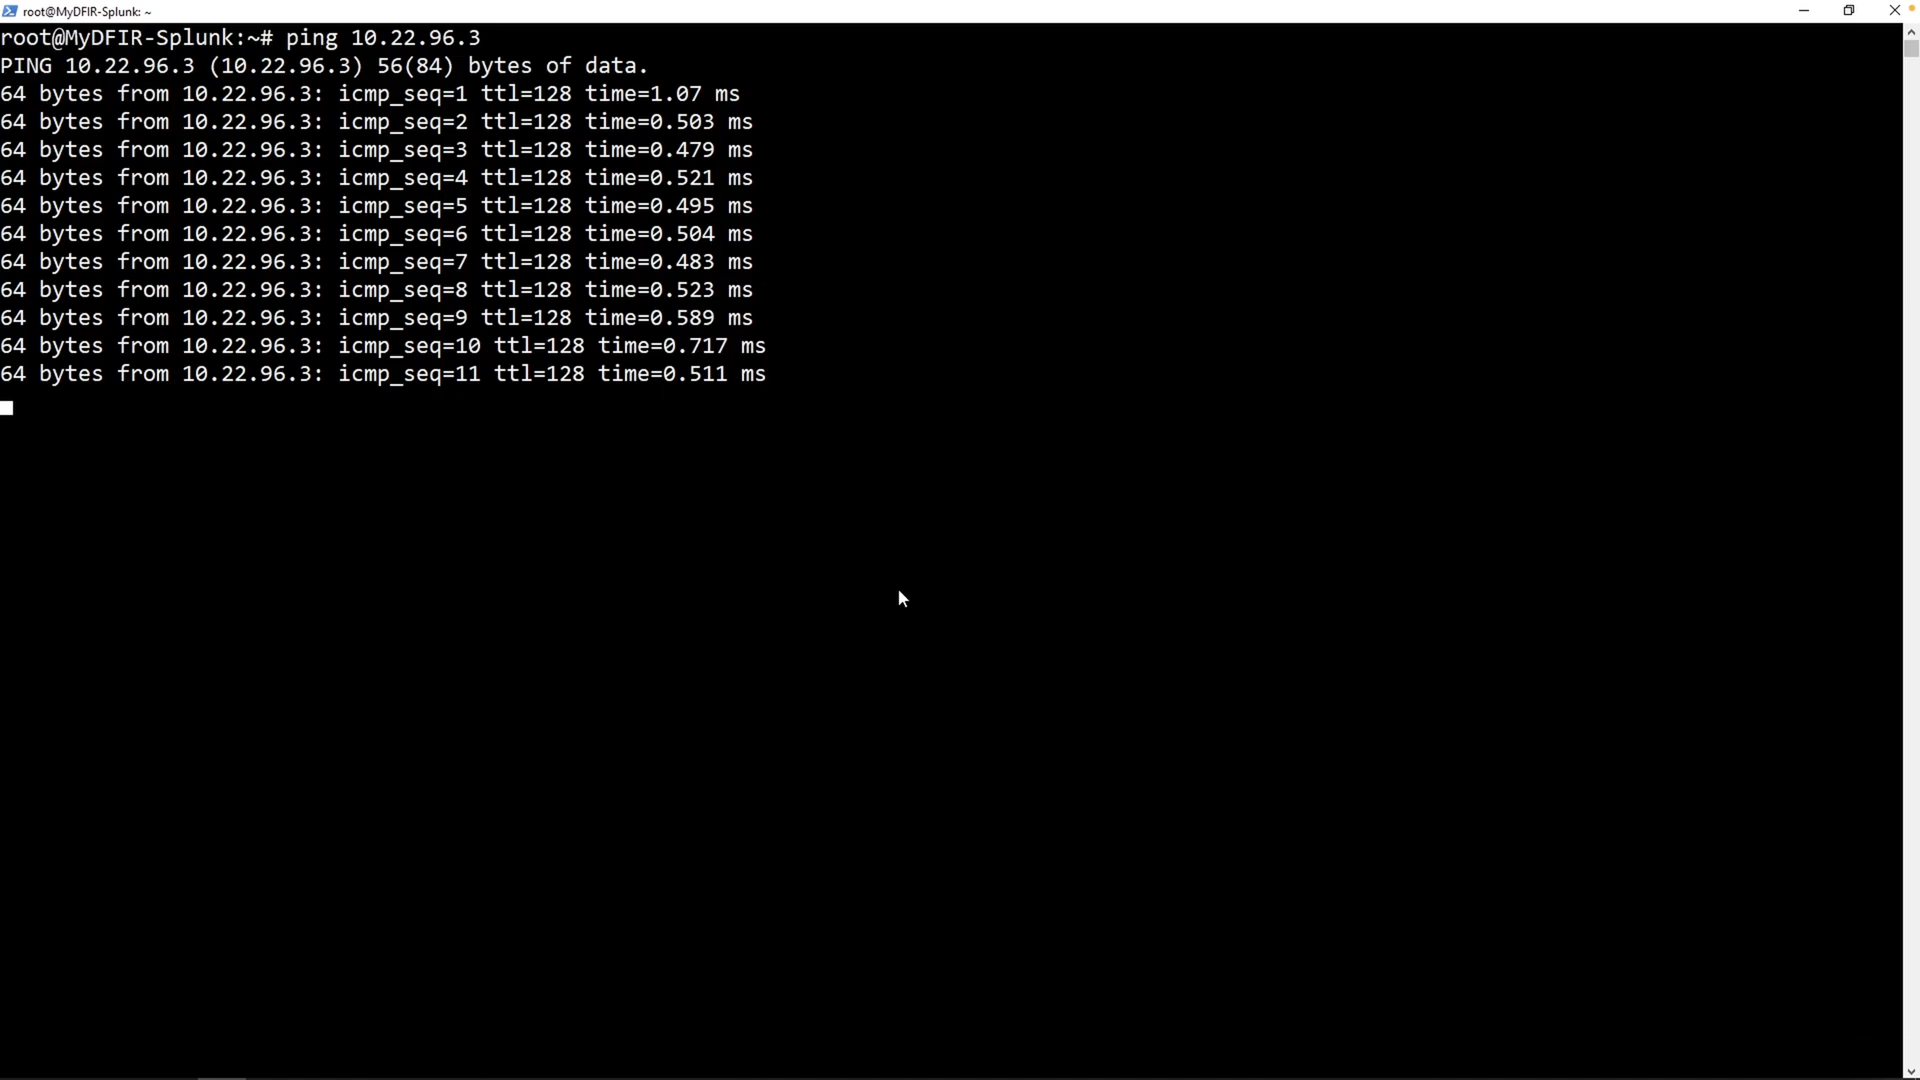 root@MyDFIR-Splunk: ~
root@MyDFIR-Splunk:~# ping 10.22.96.3
PING 10.22.96.3 (10.22.96.3) 56(84) bytes of data.
64 bytes from 10.22.96.3: icmp_seq=1 ttl=128 time=1.07 ms
64 bytes from 10.22.96.3: icmp_seq=2 ttl=128 time=0.503 ms
64 bytes from 10.22.96.3: icmp_seq=3 ttl=128 time=0.479 ms
64 bytes from 10.22.96.3: icmp_seq=4 ttl=128 time=0.521 ms
64 bytes from 10.22.96.3: icmp_seq=5 ttl=128 time=0.495 ms
64 bytes from 10.22.96.3: icmp_seq=6 ttl=128 time=0.504 ms
64 bytes from 10.22.96.3: icmp_seq=7 ttl=128 time=0.483 ms
64 bytes from 10.22.96.3: icmp_seq=8 ttl=128 time=0.523 ms
64 bytes from 10.22.96.3: icmp_seq=9 ttl=128 time=0.589 ms
64 bytes from 10.22.96.3: icmp_seq=10 ttl=128 time=0.717 ms
64 bytes from 10.22.96.3: icmp_seq=11 ttl=128 time=0.511 ms